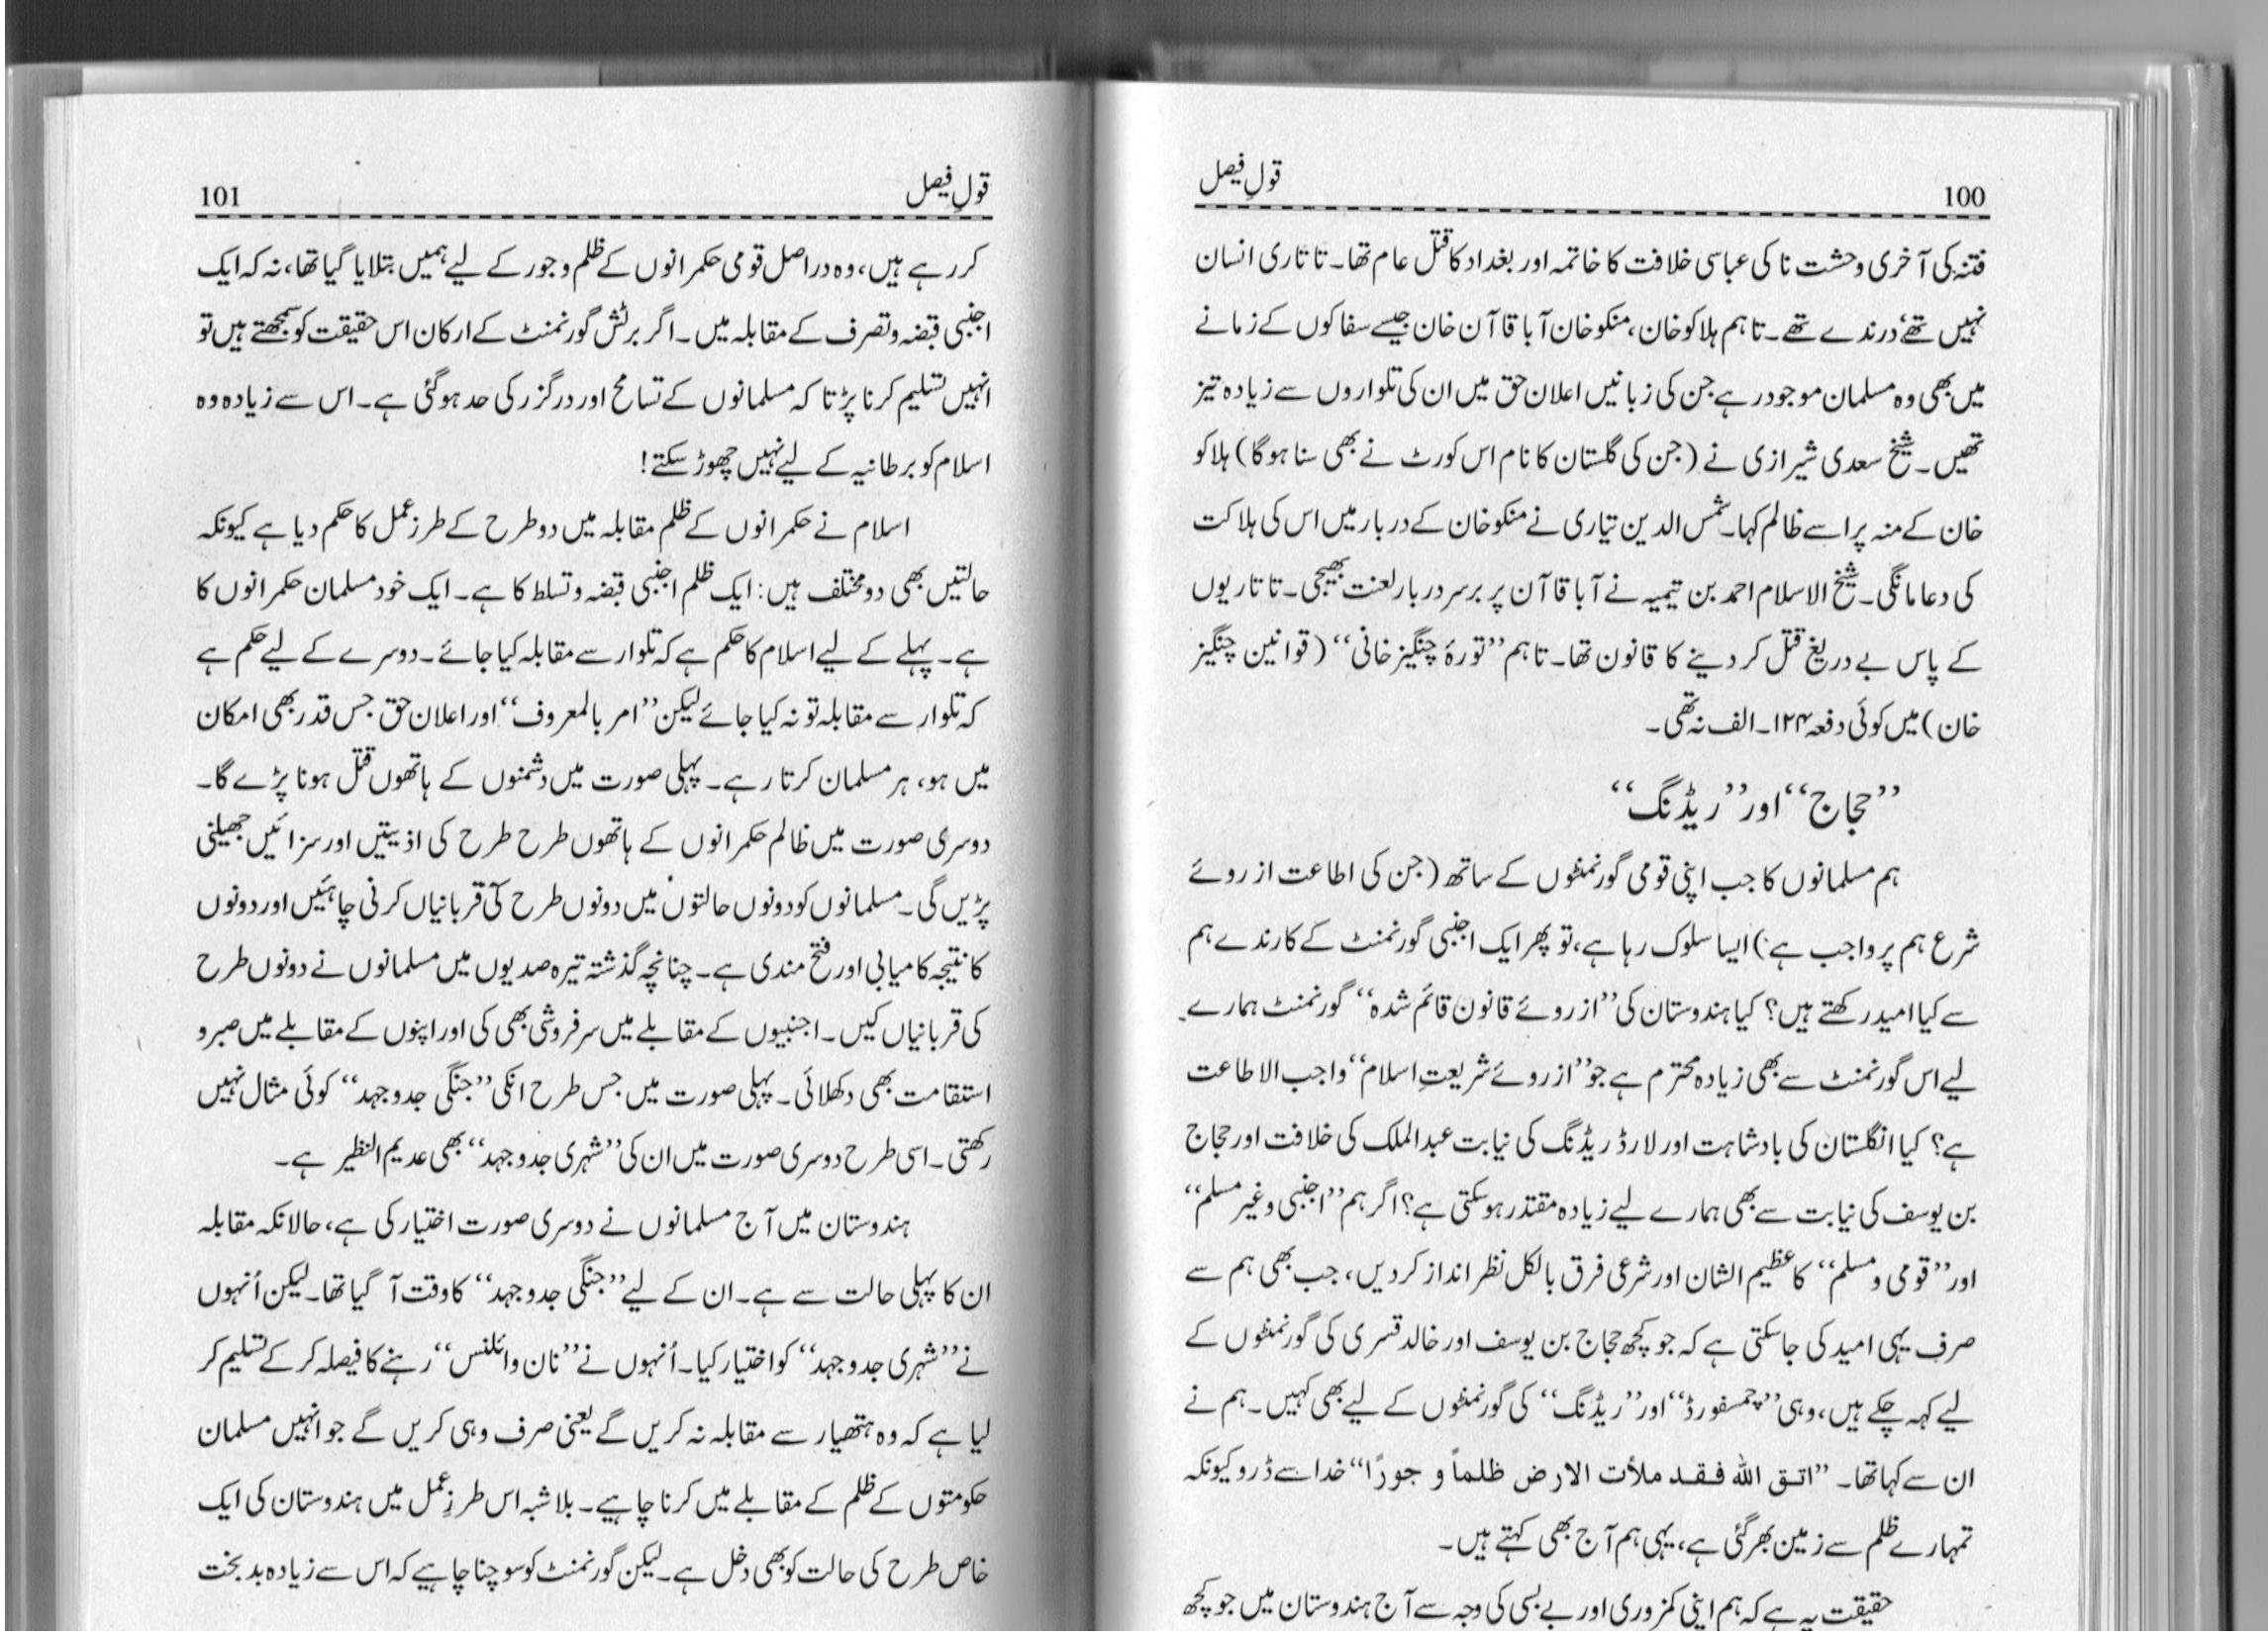 100
قولِ فیصل
فتنہ کی آخری وحشت ناکی عباسی خلافت کا خاتمہ اور بغداد کا قتل عام تھا۔ تاتاری انسان
نہیں تھے، درندے تھے۔ تاہم ہلاکو خان، منکو خان آباقا آن خان جیسے سفاکوں کے زمانے
میں بھی وہ مسلمان موجود رہے جن کی زبانیں اعلان حق میں ان کی تلواروں سے زیادہ تیز
تھیں۔ شیخ سعدی شیرازی نے (جن کی گلستان کا نام اس کورٹ نے بھی سنا ہوگا) ہلاکو
خان کے منہ پر اسے ظالم کہا۔ شمس الدین تیاری نے منکو خان کے دربار میں اس کی ہلاکت
کی دعا مانگی۔ شیخ الاسلام احمد بن تیمیہ نے آباقا آن پر برسر دربار لعنت بھیجی۔ تاتاریوں
کے پاس بے دریغ قتل کر دینے کا قانون تھا۔ تاہم ’’تورۂ چنگیز خانی‘‘ (قوانین چنگیز
خان) میں کوئی دفعہ ۱۲۴۔ الف نہ تھی۔
’’حجاج‘‘ اور ’’ریڈنگ‘‘
ہم مسلمانوں کا جب اپنی قومی گورنمنٹوں کے ساتھ (جن کی اطاعت از روئے
شرع ہم پر واجب ہے) ایسا سلوک رہا ہے، تو پھر ایک اجنبی گورنمنٹ کے کارندے ہم
سے کیا امید رکھتے ہیں؟ کیا ہندوستان کی ’’از روئے قانون قائم شدہ‘‘ گورنمنٹ ہمارے
لیے اس گورنمنٹ سے بھی زیادہ محترم ہے جو ’’از روئے شریعتِ اسلام‘‘ واجب الاطاعت
ہے؟ کیا انگلستان کی بادشاہت اور لارڈ ریڈنگ کی نیابت عبدالملک کی خلافت اور حجاج
بن یوسف کی نیابت سے بھی ہمارے لیے زیادہ مقتدر ہوسکتی ہے؟ اگر ہم ’’اجنبی و غیر مسلم‘‘
اور ’’قومی و مسلم‘‘ کا عظیم الشان اور شرعی فرق بالکل نظر انداز کردیں، جب بھی ہم سے
صرف یہی امید کی جاسکتی ہے کہ جو کچھ حجاج بن یوسف اور خالد قسری کی گورنمنٹوں کے
لیے کہہ چکے ہیں، وہی ’’چمسفورڈ‘‘ اور ’’ریڈنگ‘‘ کی گورنمنٹوں کے لیے بھی کہیں۔ ہم نے
ان سے کہا تھا۔ ’’اتـق الله فـقـد ملأت الارض ظلماً و جورًا‘‘ خدا سے ڈرو کیونکہ
تمہارے ظلم سے زمین بھر گئی ہے، یہی ہم آج بھی کہتے ہیں۔
حقیقت یہ ہے کہ ہم اپنی کمزوری اور بے بسی کی وجہ سے آج ہندوستان میں جو کچھ
قولِ فیصل
101
کررہے ہیں، وہ دراصل قومی حکمرانوں کے ظلم و جور کے لیے ہمیں بتلایا گیا تھا، نہ کہ ایک
اجنبی قبضہ و تصرف کے مقابلہ میں۔ اگر برٹش گورنمنٹ کے ارکان اس حقیقت کو سمجھتے ہیں تو
انہیں تسلیم کرنا پڑتا کہ مسلمانوں کے تسامح اور درگزر کی حد ہوگئی ہے۔ اس سے زیادہ وہ
اسلام کو برطانیہ کے لیے نہیں چھوڑ سکتے!
اسلام نے حکمرانوں کے ظلم مقابلہ میں دو طرح کے طرز عمل کا حکم دیا ہے کیونکہ
حالتیں بھی دو مختلف ہیں: ایک ظلم اجنبی قبضہ و تسلط کا ہے۔ ایک خود مسلمان حکمرانوں کا
ہے۔ پہلے کے لیے اسلام کا حکم ہے کہ تلوار سے مقابلہ کیا جائے۔ دوسرے کے لیے حکم ہے
کہ تلوار سے مقابلہ تو نہ کیا جائے لیکن ’’امر بالمعروف‘‘ اور اعلان حق جس قدر بھی امکان
میں ہو، ہر مسلمان کرتا رہے۔ پہلی صورت میں دشمنوں کے ہاتھوں قتل ہونا پڑے گا۔
دوسری صورت میں ظالم حکمرانوں کے ہاتھوں طرح طرح کی اذیتیں اور سزائیں جھیلنی
پڑیں گی۔ مسلمانوں کو دونوں حالتوں میں دونوں طرح کی قربانیاں کرنی چاہئیں اور دونوں
کا نتیجہ کامیابی اور فتح مندی ہے۔ چنانچہ گذشتہ تیرہ صدیوں میں مسلمانوں نے دونوں طرح
کی قربانیاں کیں۔ اجنبیوں کے مقابلے میں سرفروشی بھی کی اور اپنوں کے مقابلے میں صبر و
استقامت بھی دکھلائی۔ پہلی صورت میں جس طرح انکی ’’جنگی جدوجہد‘‘ کوئی مثال نہیں
رکھتی۔ اسی طرح دوسری صورت میں ان کی ’’شہری جدوجہد‘‘ بھی عدیم النظیر ہے۔
ہندوستان میں آج مسلمانوں نے دوسری صورت اختیار کی ہے، حالانکہ مقابلہ
ان کا پہلی حالت سے ہے۔ ان کے لیے ’’جنگی جدوجہد‘‘ کا وقت آ گیا تھا۔ لیکن اُنہوں
نے ’’شہری جدوجہد‘‘ کو اختیار کیا۔ اُنہوں نے ’’نان وائلنس‘‘ رہنے کا فیصلہ کر کے تسلیم کر
لیا ہے کہ وہ ہتھیار سے مقابلہ نہ کریں گے یعنی صرف وہی کریں گے جو انہیں مسلمان
حکومتوں کے ظلم کے مقابلے میں کرنا چاہیے۔ بلاشبہ اس طرزِ عمل میں ہندوستان کی ایک
خاص طرح کی حالت کو بھی دخل ہے۔ لیکن گورنمنٹ کو سوچنا چاہیے کہ اس سے زیادہ بدبخت